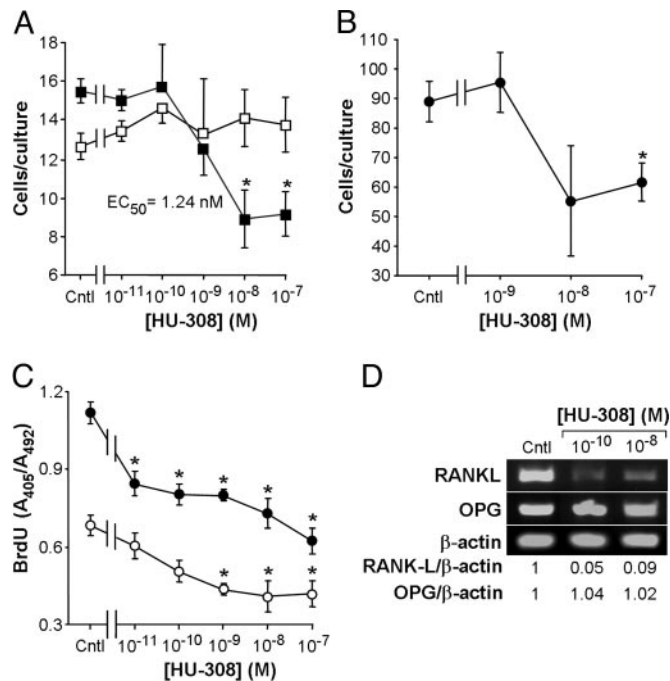 A
Cells/culture
18
16
14
12
10
8
6
EC50= 1.24 nM
* *
Cntl 10-11 10-10 10-9 10-8 10-7
[HU-308] (M)
B
Cells/culture
110
100
90
80
70
60
50
40
30
*
Cntl 10-9 10-8 10-7
[HU-308] (M)
C
BrdU (A405/A492)
1.2
0.9
0.6
0.3
* * * * *
* * *
Cntl 10-11 10-10 10-9 10-8 10-7
[HU-308] (M)
D
[HU-308] (M)
Cntl 10-10 10-8
RANKL
OPG
β-actin
RANK-L/β-actin 1 0.05 0.09
OPG/β-actin 1 1.04 1.02